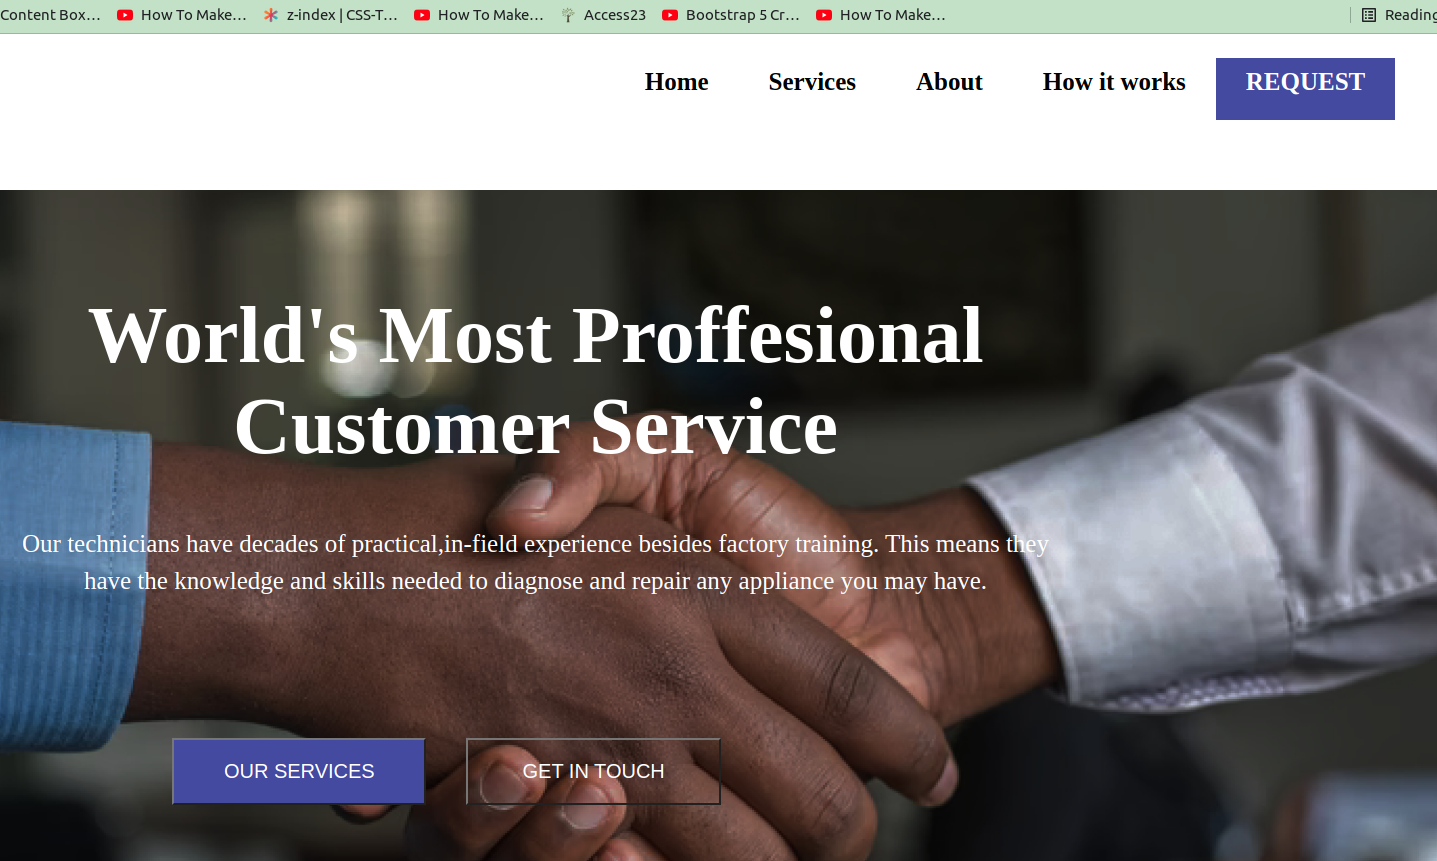 Content Box… How To Make… z-index | CSS-T… How To Make… Access23 Bootstrap 5 Cr… How To Make… Reading
Home Services About How it works REQUEST
World's Most Proffesional
Customer Service
Our technicians have decades of practical,in-field experience besides factory training. This means they
have the knowledge and skills needed to diagnose and repair any appliance you may have.
OUR SERVICES GET IN TOUCH